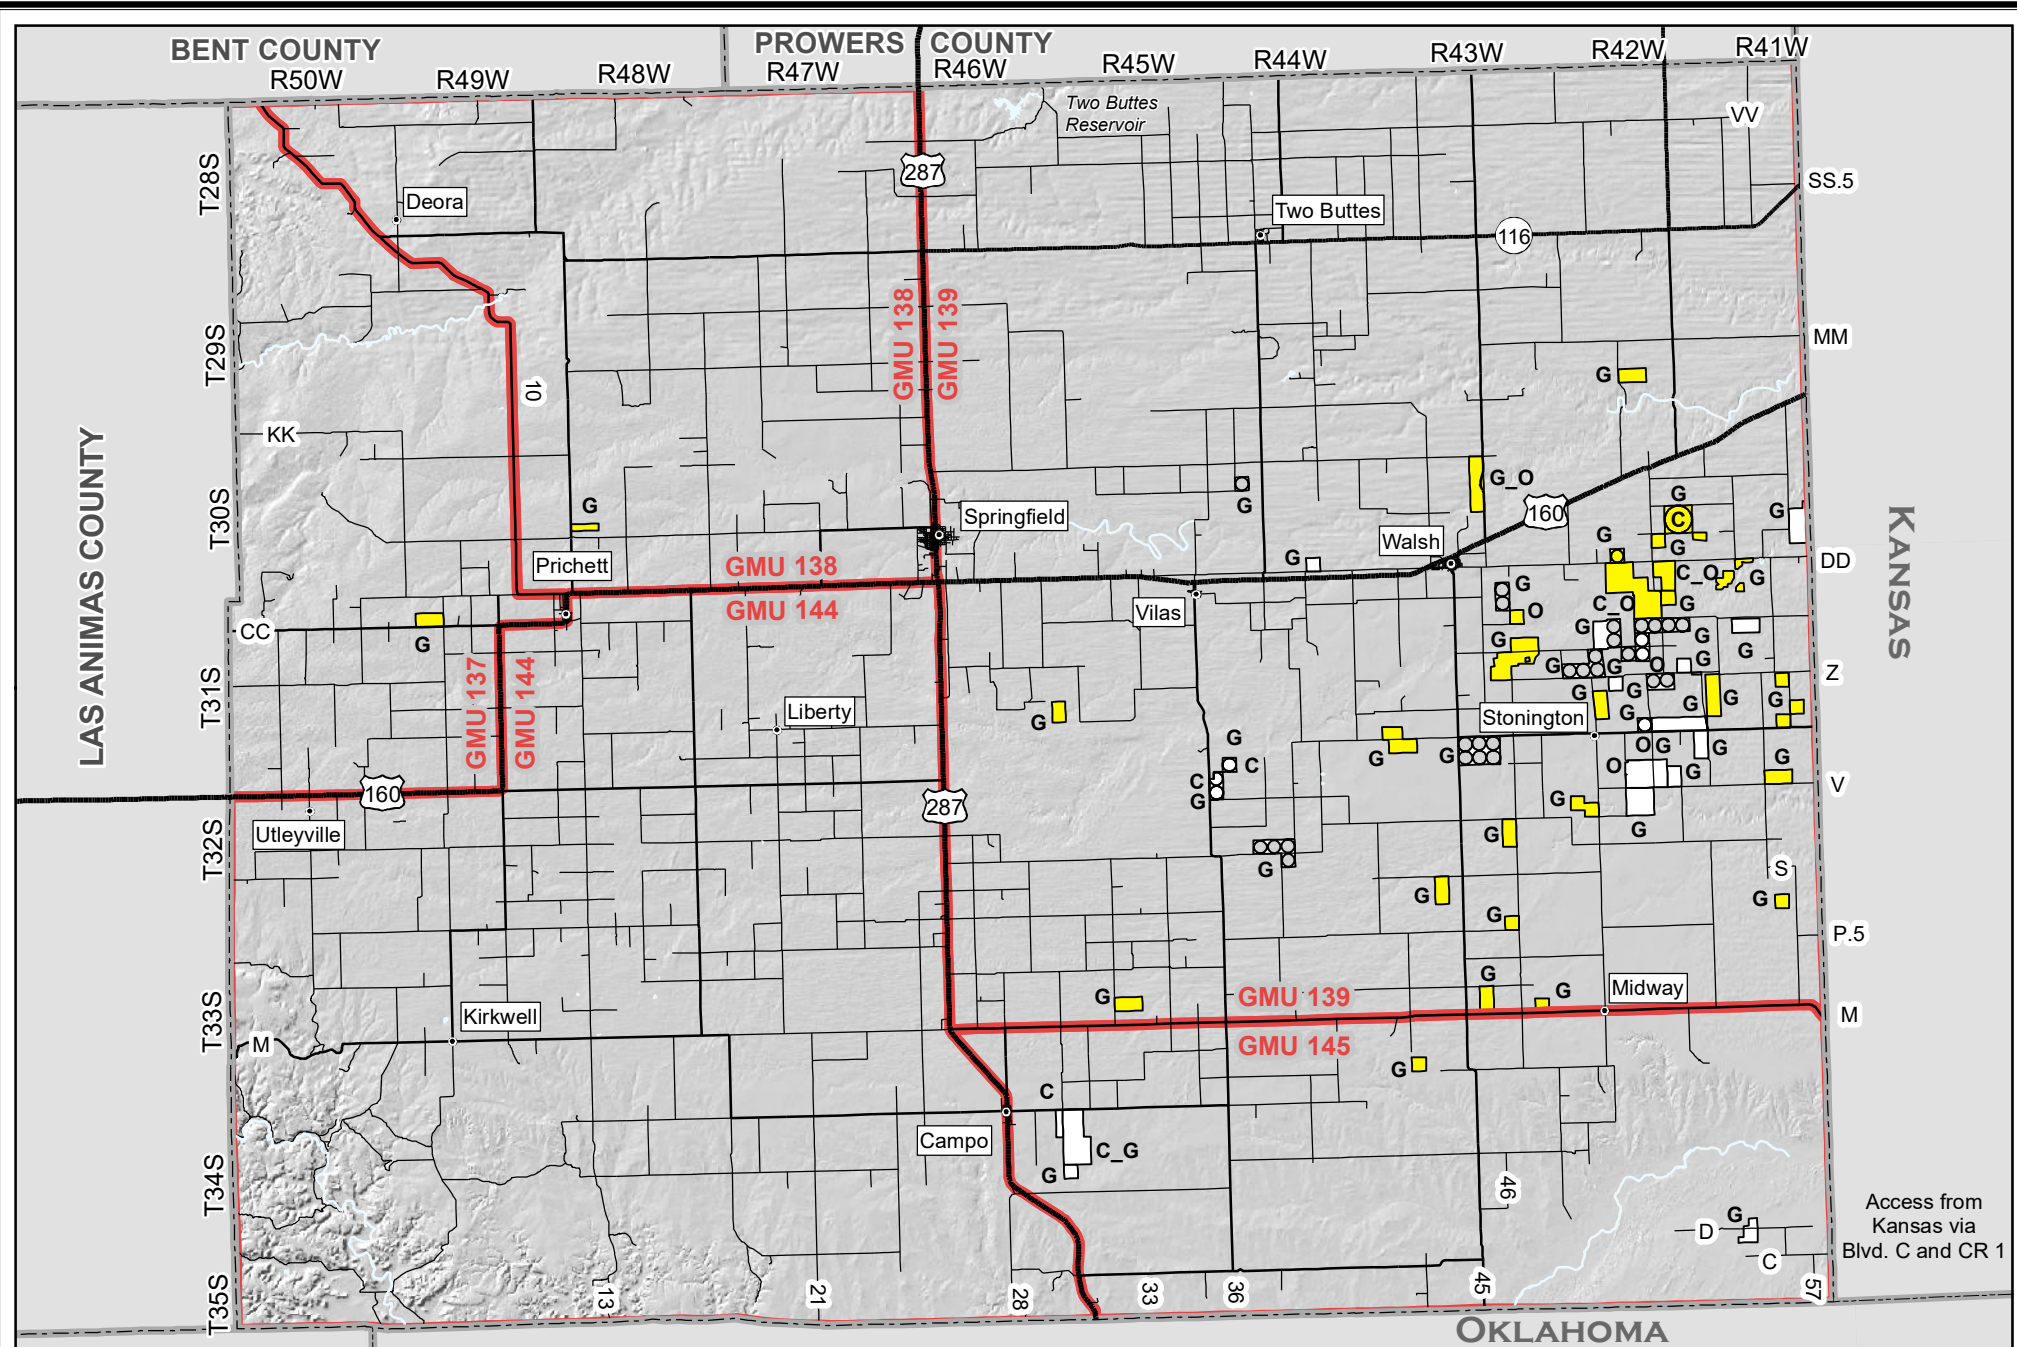 BENT COUNTY
PROWERS COUNTY
R50W
R49W
R48W
R47W
R46W
R45W
R44W
R43W
R42W
R41W
Two Buttes
Reservoir
VV
T28S
287
SS.5
Deora
Two Buttes
116
GMU 138
GMU 139
T29S
MM
G
10
KK
LAS ANIMAS COUNTY
KANSAS
T30S
G
G
G_O
160
G
C
G
G
G
G
Springfield
Walsh
Prichett
GMU 138
G
DD
C_O
G
GMU 144
Vilas
G
O
C_O
G
CC
G
G
G
G
G
G
G
O
G
GMU 137
GMU 144
T31S
Z
G
G
G
G
G
Liberty
G
Stonington
G
G
G
G
O
G
G
G
C
O
G
C
G
160
287
V
G
Utleyville
T32S
G
G
G
S
G
G
G
P.5
G
G
G
Midway
GMU 139
T33S
Kirkwell
M
M
GMU 145
G
C
Campo
C_G
G
T34S
46
D
G
C
Access from
Kansas via
Blvd. C and CR 1
T35S
13
21
28
33
36
45
57
OKLAHOMA